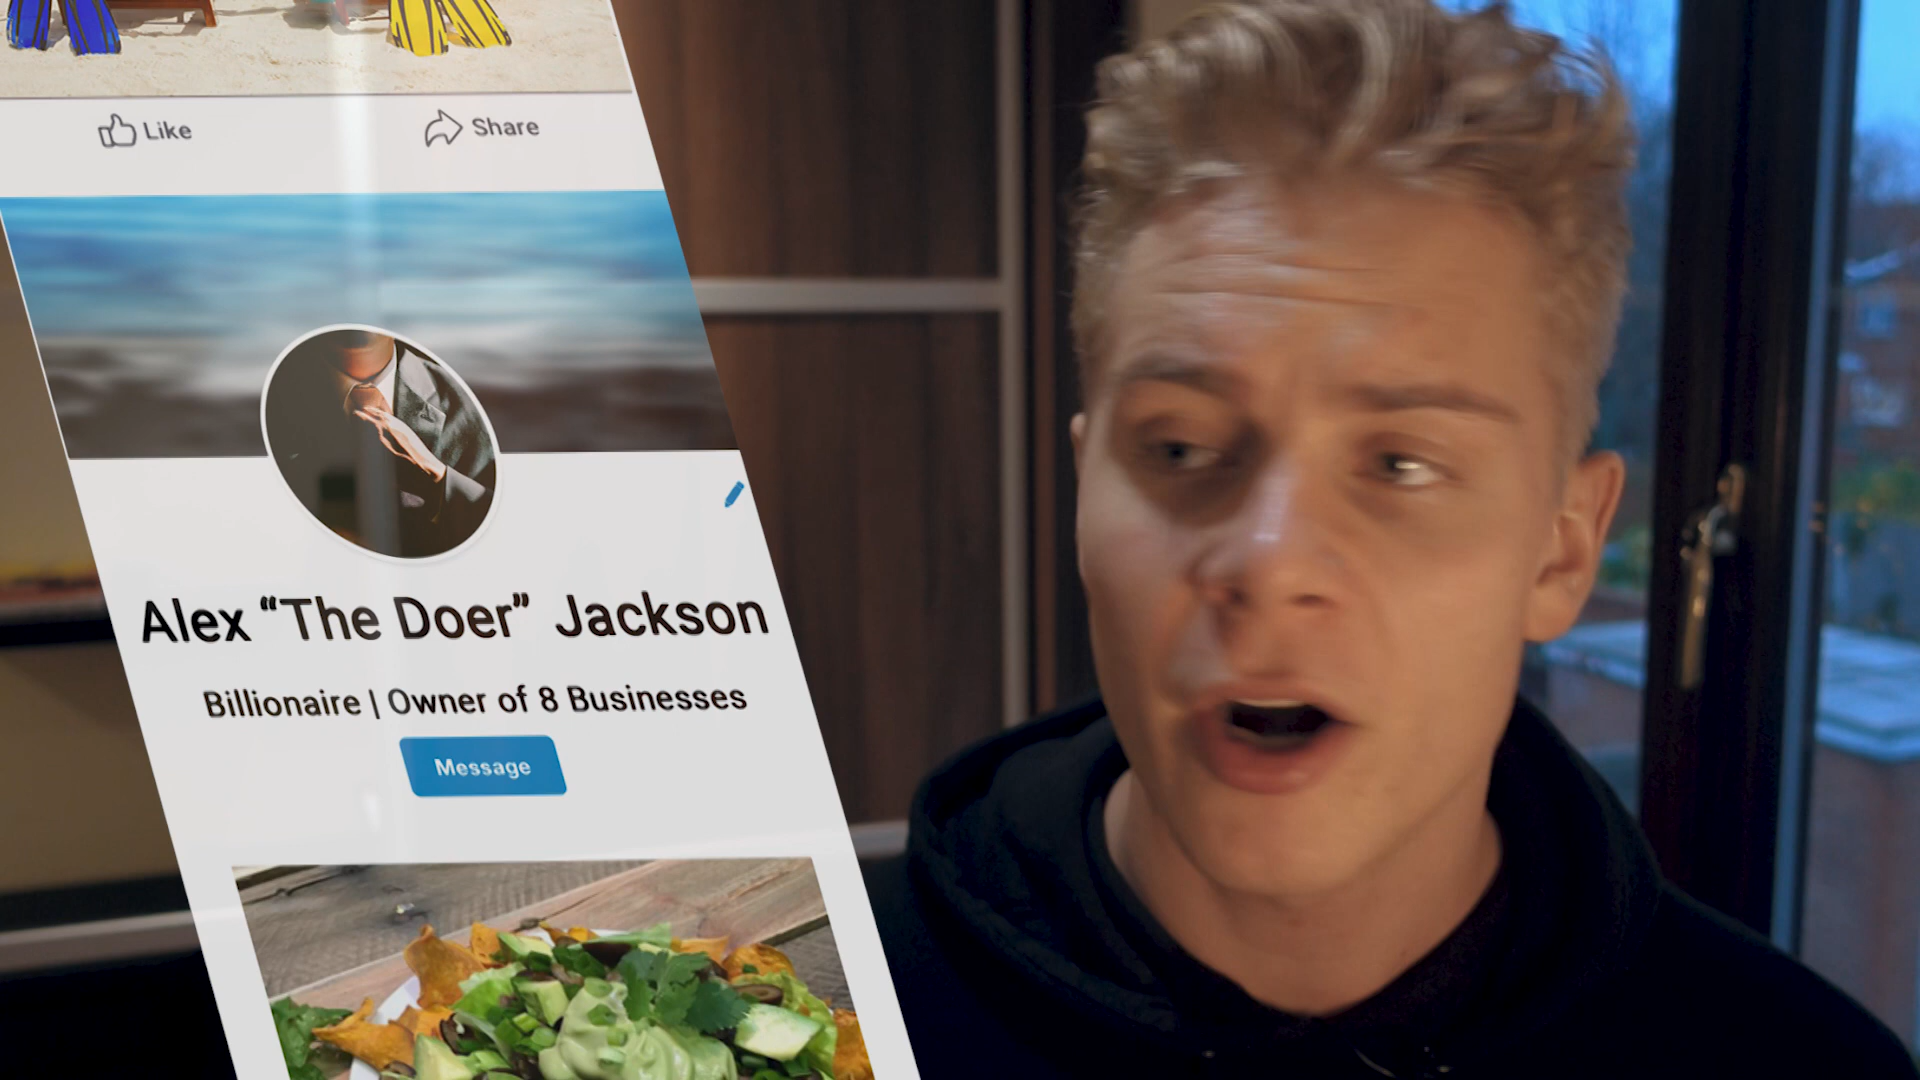 Like
Share
Alex “The Doer” Jackson
Billionaire | Owner of 8 Businesses
Message